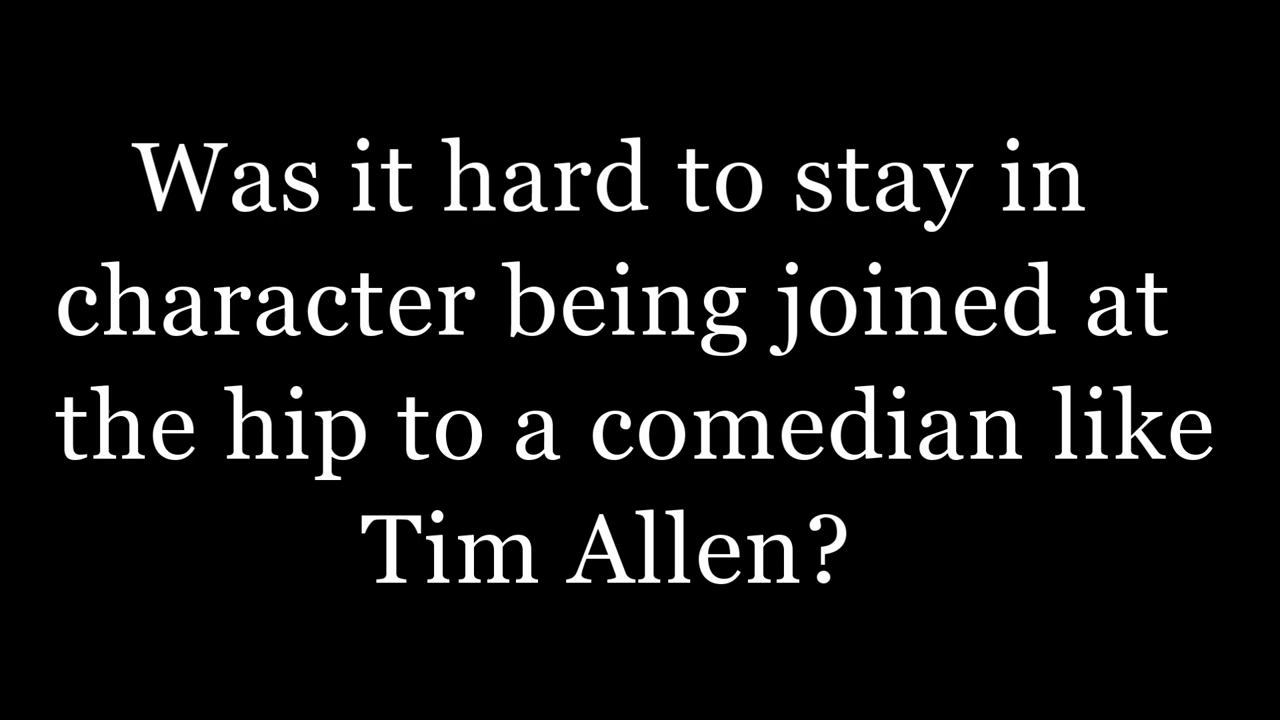 Was it hard to stay in
character being joined at
the hip to a comedian like
Tim Allen?